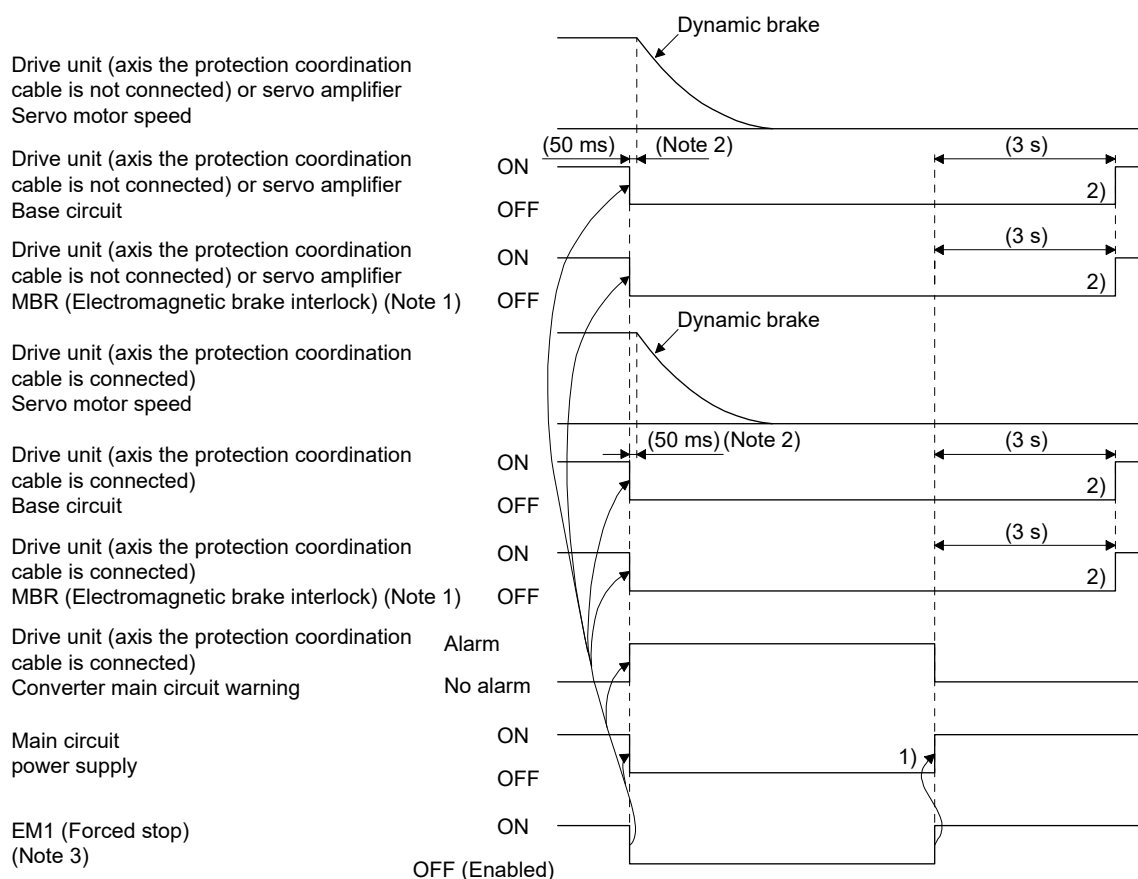 Dynamic brake
Drive unit (axis the protection coordination
cable is not connected) or servo amplifier
Servo motor speed
(50 ms)
(Note 2)
(3 s)
Drive unit (axis the protection coordination
cable is not connected) or servo amplifier
Base circuit
ON
OFF
2)
(3 s)
Drive unit (axis the protection coordination
cable is not connected) or servo amplifier
MBR (Electromagnetic brake interlock) (Note 1)
ON
OFF
2)
Dynamic brake
Drive unit (axis the protection coordination
cable is connected)
Servo motor speed
(50 ms) (Note 2)
(3 s)
Drive unit (axis the protection coordination
cable is connected)
Base circuit
ON
OFF
2)
(3 s)
Drive unit (axis the protection coordination
cable is connected)
MBR (Electromagnetic brake interlock) (Note 1)
ON
OFF
2)
Drive unit (axis the protection coordination
cable is connected)
Converter main circuit warning
Alarm
No alarm
Main circuit
power supply
ON
OFF
1)
EM1 (Forced stop)
(Note 3)
ON
OFF (Enabled)